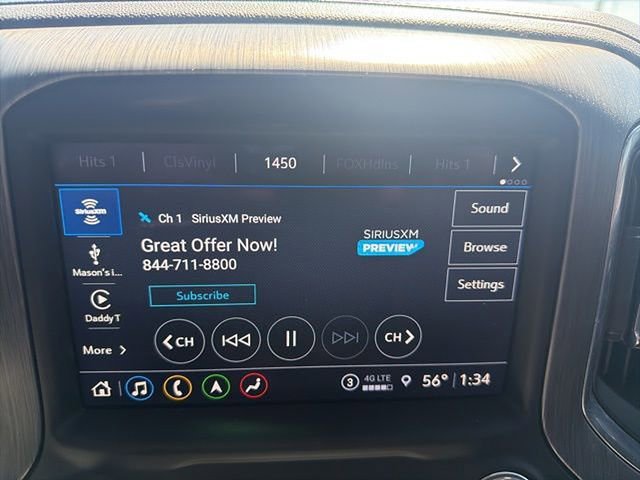 Hits 1 ClsVinyl 1450 FOXHdlns Hits 1
SiriusXM
Ch 1 SiriusXM Preview
Great Offer Now!
844-711-8800
Subscribe
SIRIUSXM
PREVIEW
Sound
Browse
Settings
Mason's i...
Daddy T
More
CH
CH
3 4G LTE 56° 1:34